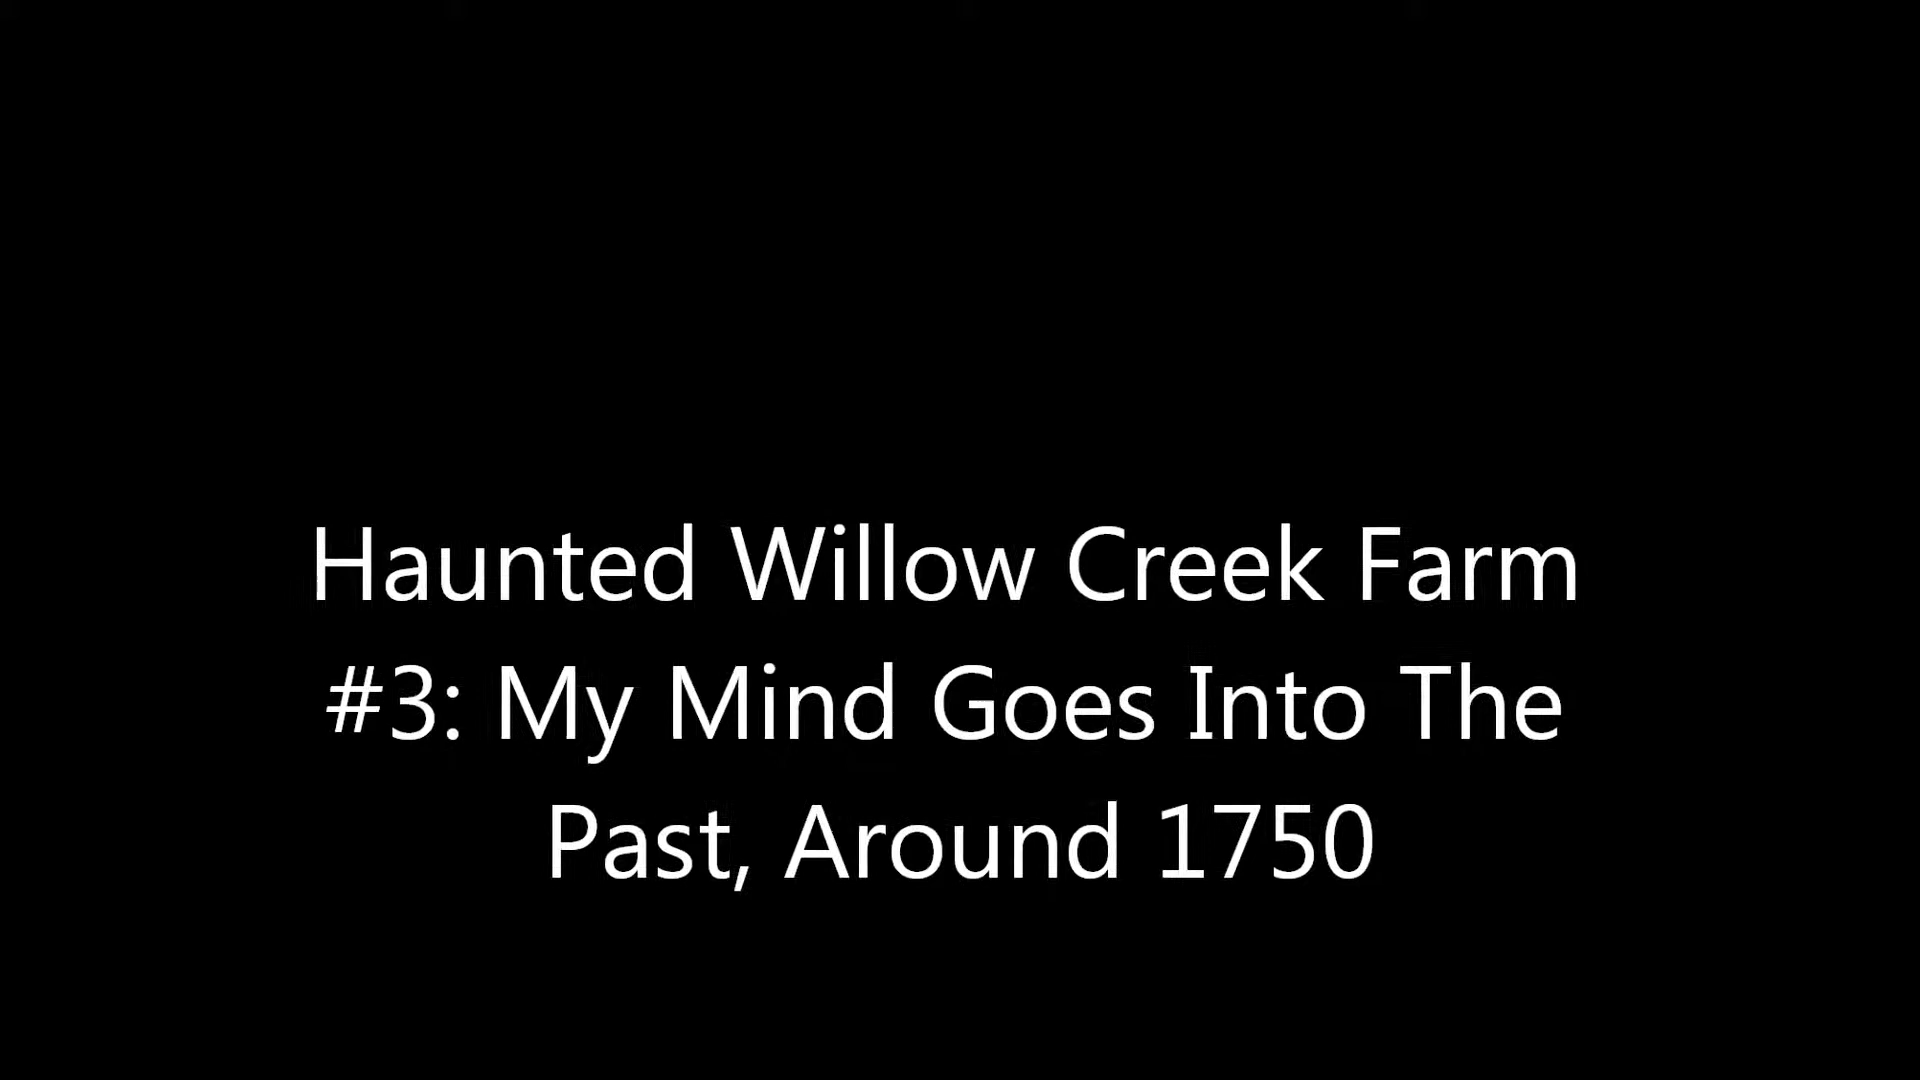 Haunted Willow Creek Farm
#3: My Mind Goes Into The
Past, Around 1750